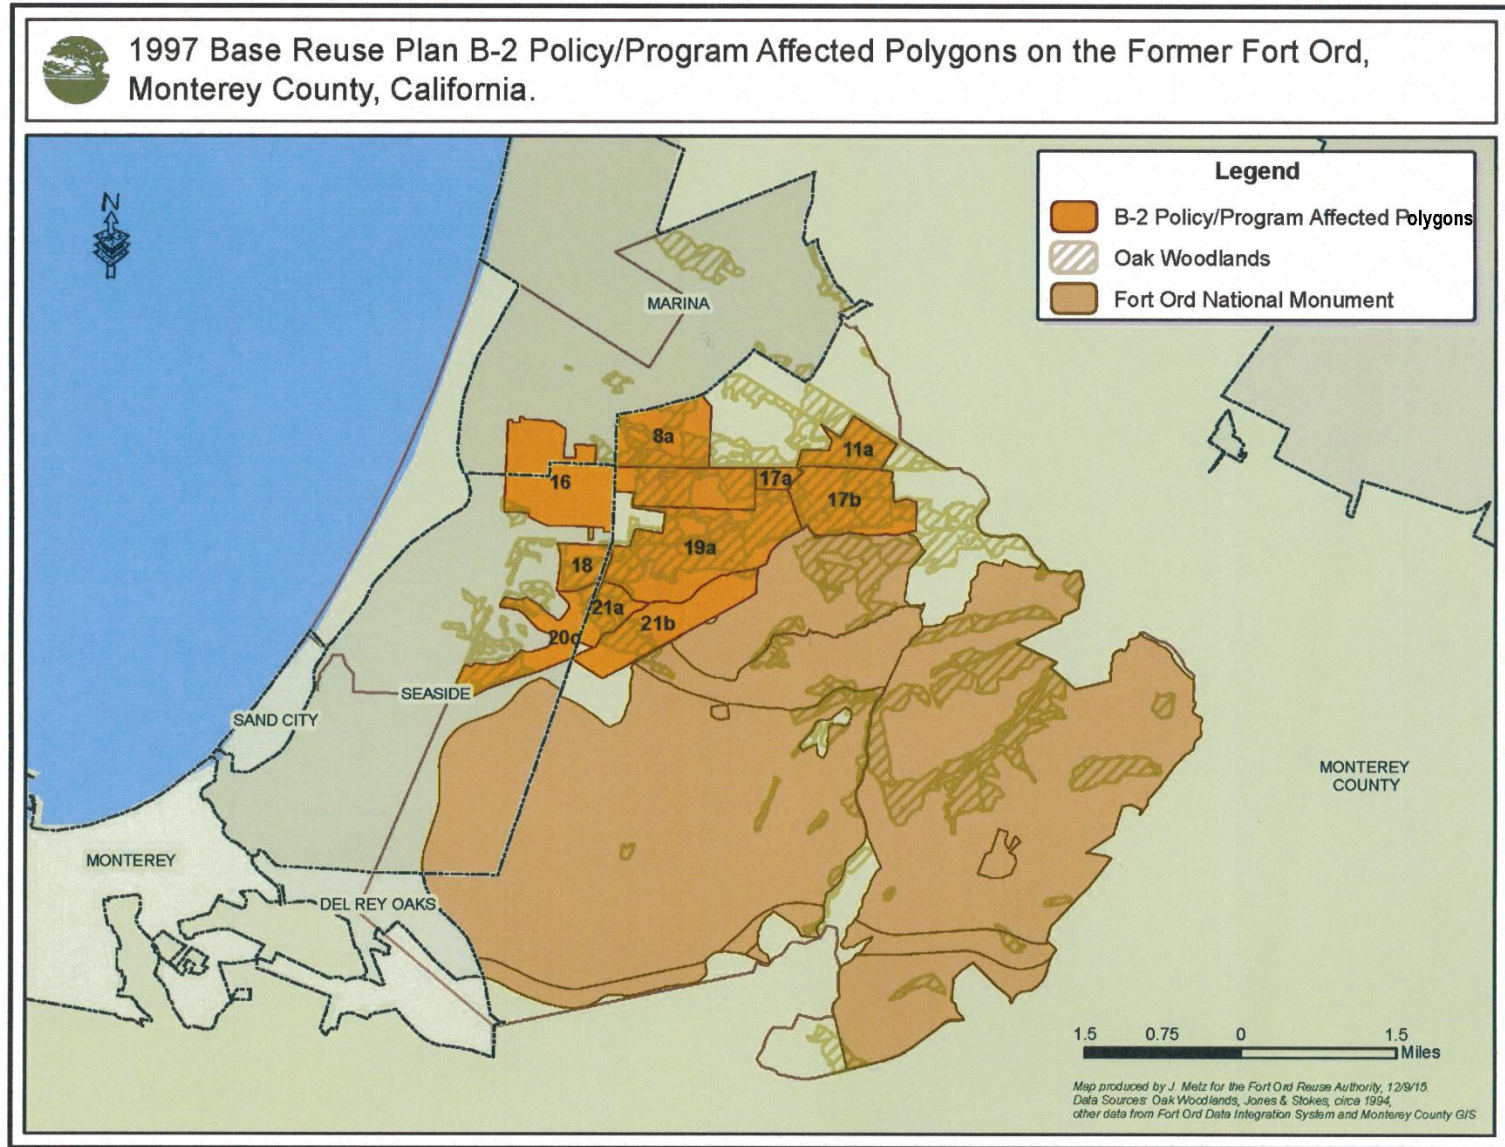 1997 Base Reuse Plan B-2 Policy/Program Affected Polygons on the Former Fort Ord,
Monterey County, California.
Legend
B-2 Policy/Program Affected Polygons
Oak Woodlands
Fort Ord National Monument
N
MARINA
8a
11a
16
17a
17b
19a
18
21a
21b
20c
SEASIDE
SAND CITY
MONTEREY
COUNTY
MONTEREY
DEL REY OAKS
1.5 0.75 0 1.5
Miles
Map produced by J. Metz for the Fort Ord Reuse Authority, 12/9/15.
Data Sources: Oak Woodlands, Jones & Stokes, circa 1994,
other data from Fort Ord Data Integration System and Monterey County GIS